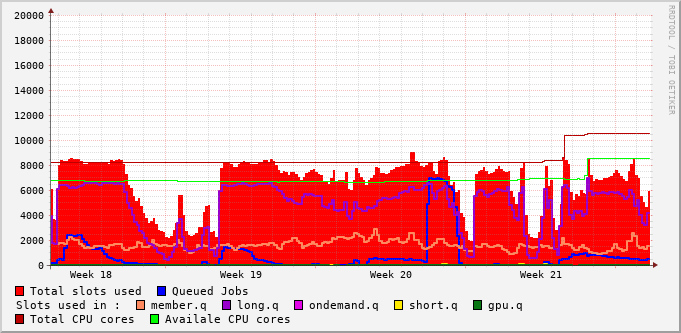 20000
18000
16000
14000
12000
10000
8000
6000
4000
2000
0
Week 18 Week 19 Week 20 Week 21
RRDTOOL / TOBI OETIKER
Total slots used Queued Jobs
Slots used in : member.q long.q ondemand.q short.q gpu.q
Total CPU cores Availale CPU cores